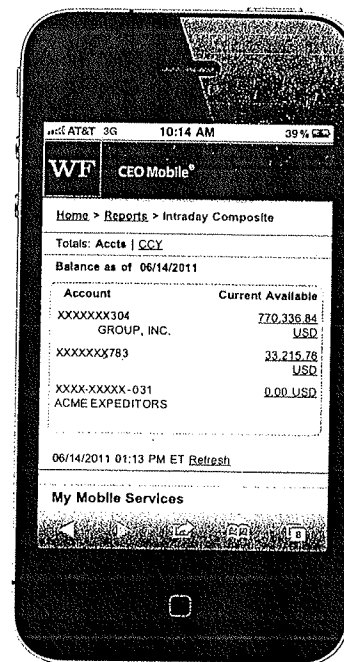 AT&T 3G 10:14 AM 39%
WF CEO Mobile®
Home > Reports > Intraday Composite
Totals: Accts | CCY
Balance as of 06/14/2011
Account Current Available
XXXXXXX304 770,336.84
GROUP, INC. USD
XXXXXXX783 33,215.76
USD
XXXX-XXXXX-031 0.00 USD
ACME EXPEDITORS
06/14/2011 01:13 PM ET Refresh
My Mobile Services
8